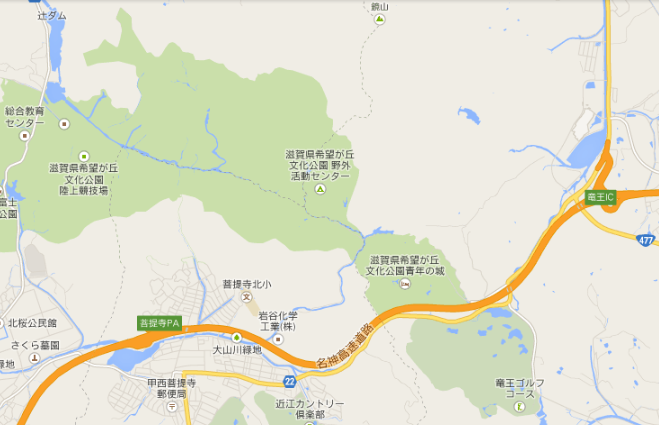 辻ダム
鏡山
総合教育
センター
滋賀県希望が丘
文化公園
陸上競技場
滋賀県希望が丘
文化公園 野外
活動センター
富士
公園
竜王IC
477
滋賀県希望が丘
文化公園青年の城
菩提寺北小
岩谷化学
工業(株)
北桜公民館
菩提寺PA
さくら墓園
緑地
大山川緑地
名神高速道路
22
甲西菩提寺
郵便局
近江カントリー
倶楽部
竜王ゴルフ
コース